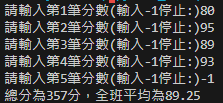 請輸入第1筆分數(輸入-1停止:)80
請輸入第2筆分數(輸入-1停止:)95
請輸入第3筆分數(輸入-1停止:)89
請輸入第4筆分數(輸入-1停止:)93
請輸入第5筆分數(輸入-1停止:)-1
總分為357分，全班平均為89.25